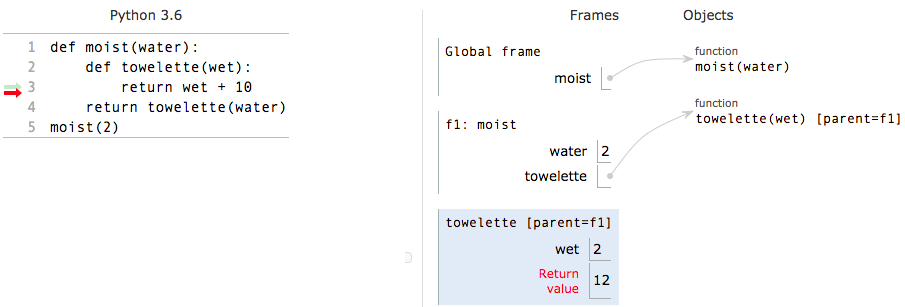 Python 3.6
1 def moist(water):
2     def towelette(wet):
3         return wet + 10
4     return towelette(water)
5 moist(2)
Frames Objects
Global frame
moist
function
moist(water)
function
towelette(wet) [parent=f1]
f1: moist
water 2
towelette
towelette [parent=f1]
wet 2
Return
value 12